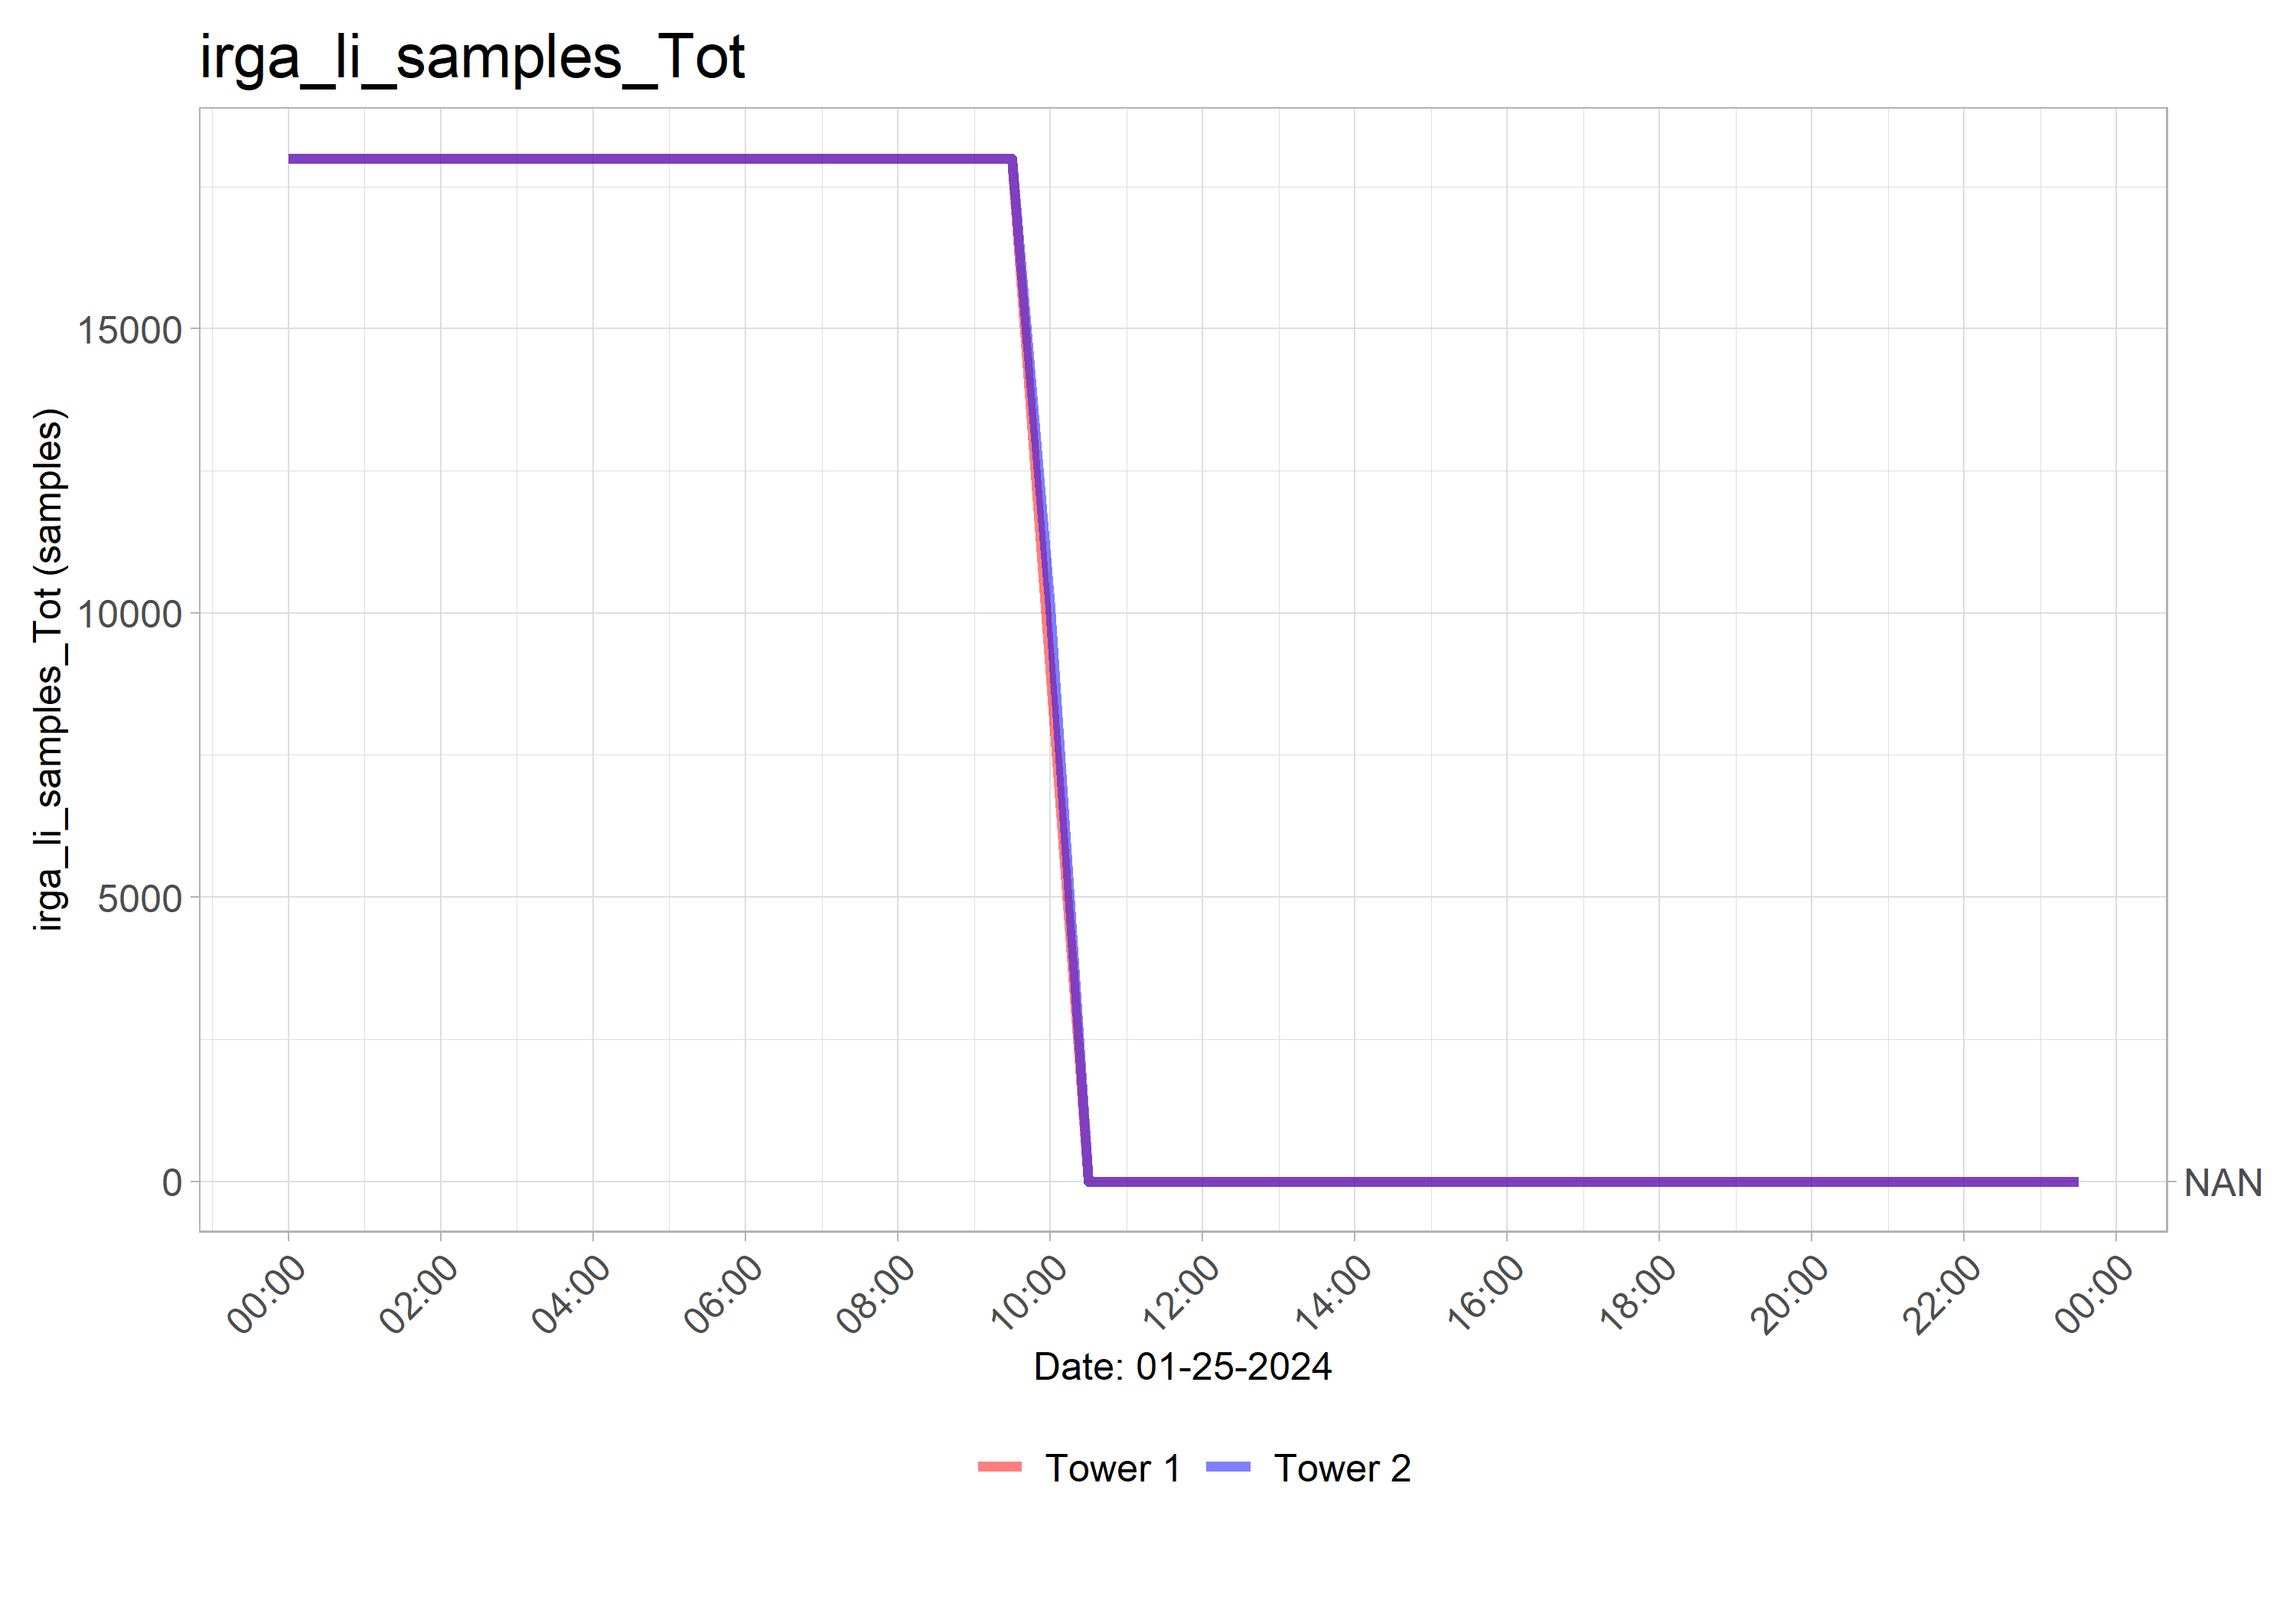 irga_li_samples_Tot
irga_li_samples_Tot (samples)
15000
10000
5000
0
NAN
00:00 02:00 04:00 06:00 08:00 10:00 12:00 14:00 16:00 18:00 20:00 22:00 00:00
Date: 01-25-2024
Tower 1 Tower 2